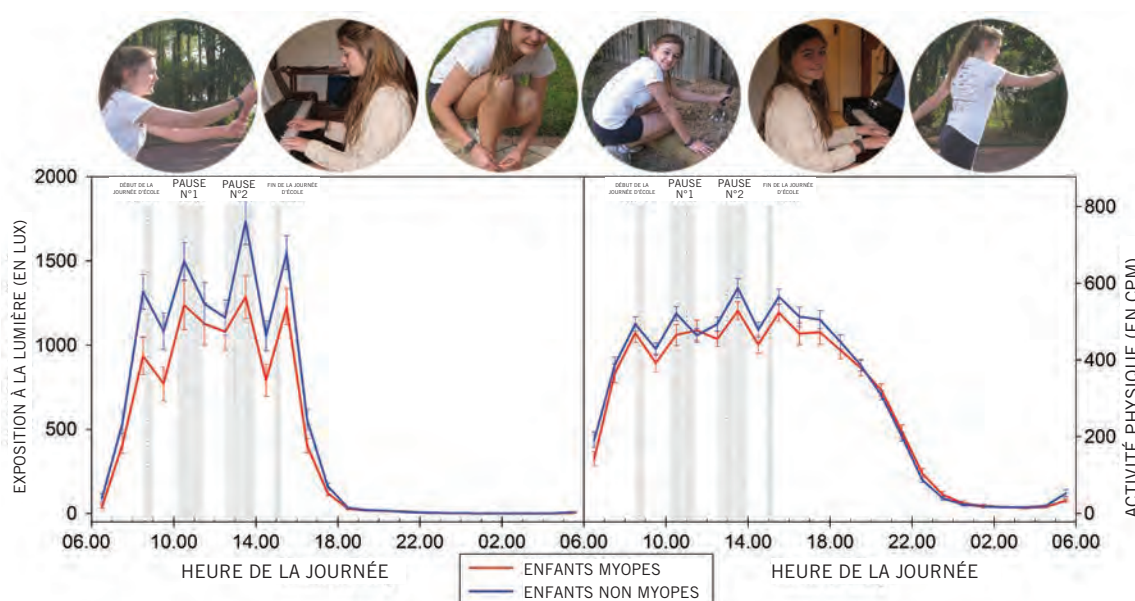 2000
1500
1000
500
0
EXPOSITION À LA LUMIÈRE (EN LUX)
DÉBUT DE LA
JOURNÉE D'ÉCOLE
PAUSE
N°1
PAUSE
N°2
FIN DE LA JOURNÉE
D'ÉCOLE
DÉBUT DE LA
JOURNÉE D'ÉCOLE
PAUSE
N°1
PAUSE
N°2
FIN DE LA JOURNÉE
D'ÉCOLE
800
600
400
200
0
ACTIVITÉ PHYSIQUE (EN CPM)
06.00 10.00 14.00 18.00 22.00 02.00 06.00 10.00 14.00 18.00 22.00 02.00 06.00
HEURE DE LA JOURNÉE
HEURE DE LA JOURNÉE
ENFANTS MYOPES
ENFANTS NON MYOPES